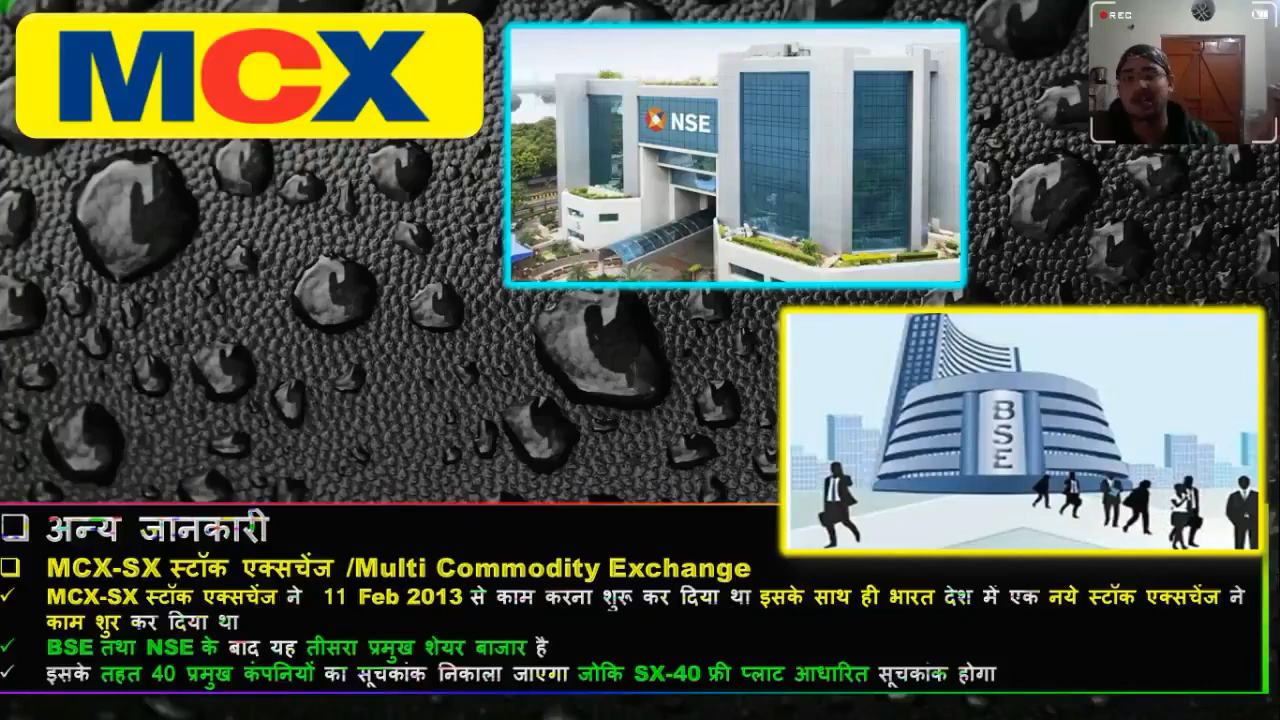 MCX
REC
NSE
BSE
अन्य जानकारी
MCX-SX स्टॉक एक्सचेंज /Multi Commodity Exchange
MCX-SX स्टॉक एक्सचेंज ने 11 Feb 2013 से काम करना शुरू कर दिया था इसके साथ ही भारत देश में एक नये स्टॉक एक्सचेंज ने
काम शुर कर दिया था
BSE तथा NSE के बाद यह तीसरा प्रमुख शेयर बाजार है
इसके तहत 40 प्रमुख कंपनियों का सूचकांक निकाला जाएगा जोकि SX-40 फ्री प्लाट आधारित सूचकांक होगा